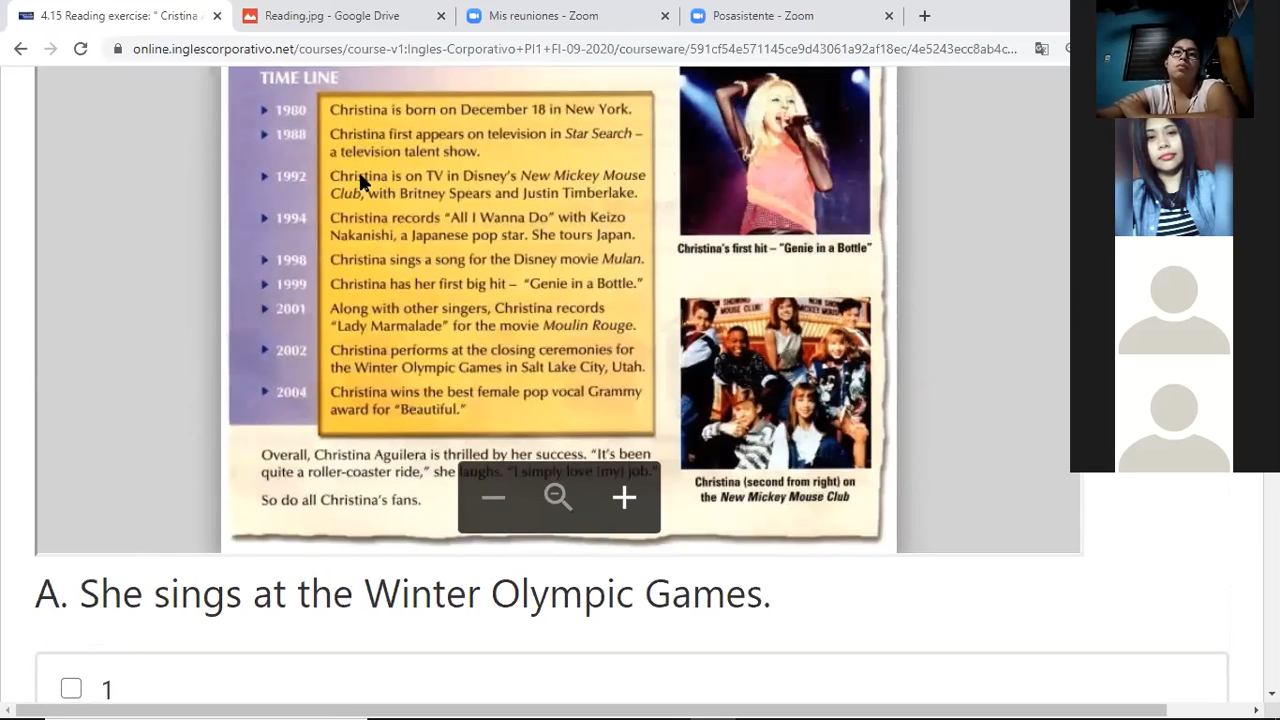 4.15 Reading exercise: " Cristina
Reading.jpg - Google Drive
Mis reuniones - Zoom
Posasistente - Zoom
online.inglescorporativo.net/courses/course-v1:Ingles-Corporativo+PI1+FI-09-2020/courseware/591cf54e571145ce9d43061a92af18ec/4e5243ecc8ab4c...
TIME LINE
1980 Christina is born on December 18 in New York.
1988 Christina first appears on television in Star Search –
a television talent show.
1992 Christina is on TV in Disney's New Mickey Mouse
Club, with Britney Spears and Justin Timberlake.
1994 Christina records “All I Wanna Do” with Keizo
Nakanishi, a Japanese pop star. She tours Japan.
1998 Christina sings a song for the Disney movie Mulan.
1999 Christina has her first big hit – “Genie in a Bottle.”
2001 Along with other singers, Christina records
“Lady Marmalade” for the movie Moulin Rouge.
2002 Christina performs at the closing ceremonies for
the Winter Olympic Games in Salt Lake City, Utah.
2004 Christina wins the best female pop vocal Grammy
award for “Beautiful.”
Christina's first hit – “Genie in a Bottle”
Christina (second from right) on
the New Mickey Mouse Club
Overall, Christina Aguilera is thrilled by her success. “It's been
quite a roller-coaster ride,” she laughs. “I simply love [my] job.”
So do all Christina's fans.
A. She sings at the Winter Olympic Games.
1